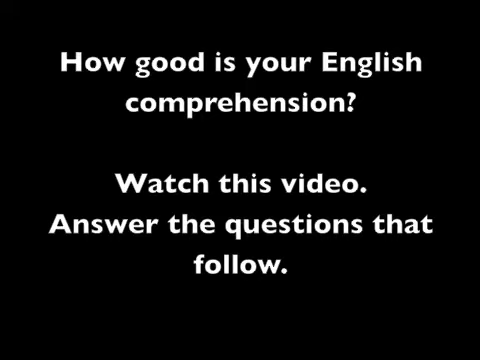 How good is your English
comprehension?
Watch this video.
Answer the questions that
follow.